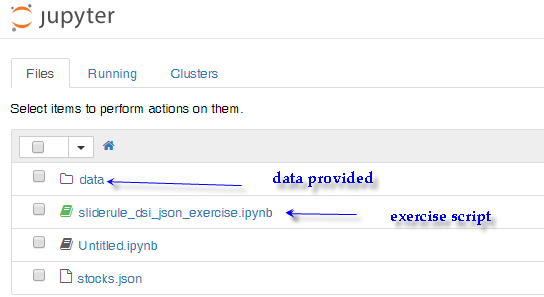 jupyter
Files Running Clusters
Select items to perform actions on them.
data data provided
sliderule_dsi_json_exercise.ipynb exercise script
Untitled.ipynb
stocks.json